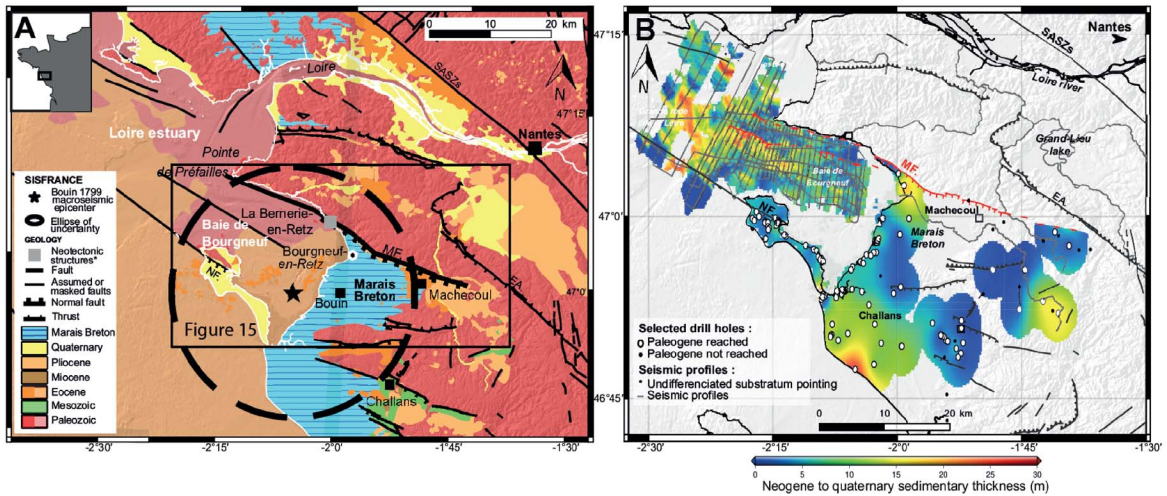 A
0 10 20
km
N
Loire
SASZs
47°15'
Loire estuary
Nantes
Pointe
de Préfailles
SISFRANCE
Bouin 1799
macroseismic
epicenter
Ellipse of
uncertainty
GEOLOGY
Neotectonic
structures*
Fault
Assumed or
masked faults
Normal fault
Thrust
Marais Breton
Quaternary
Pliocene
Miocene
Eocene
Mesozoic
Paleozoic
La Bernerie-
en-Retz
Baie de
Bourgneuf
Bourgneuf
-en-Retz
MF
EA
NF
47°0'
Marais
Breton
Bouin
Machecoul
Figure 15
Challans
-2°30' -2°15' -2°0' -1°45' -1°30'
B
47°15'
Nantes
SASZs
Loire river
N
Grand-Lieu
lake
Baie de
Bourgneuf
MF
EA
47°0'
NF
Machecoul
Marais
Breton
Challans
Selected drill holes :
Paleogene reached
Paleogene not reached
Seismic profiles :
Undifferenciated substratum pointing
Seismic profiles
46°45'
0 10 20
km
-2°30' -2°15' -2°0' -1°45' -1°30'
0 5 10 15 20 25 30
Neogene to quaternary sedimentary thickness (m)